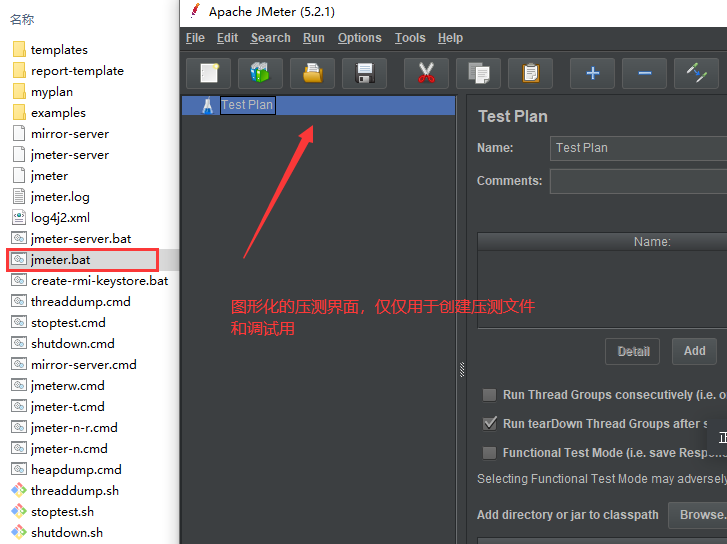 名称
templates
report-template
myplan
examples
mirror-server
jmeter-server
jmeter
jmeter.log
log4j2.xml
jmeter-server.bat
jmeter.bat
create-rmi-keystore.bat
threaddump.cmd
stoptest.cmd
shutdown.cmd
mirror-server.cmd
jmeterw.cmd
jmeter-t.cmd
jmeter-n-r.cmd
jmeter-n.cmd
heapdump.cmd
threaddump.sh
stoptest.sh
shutdown.sh
Apache JMeter (5.2.1)
File Edit Search Run Options Tools Help
Test Plan
图形化的压测界面，仅仅用于创建压测文件
和调试用
Test Plan
Name: Test Plan
Comments:
Name:
Detail Add
Run Thread Groups consecutively (i.e. o
Run tearDown Thread Groups after s
Functional Test Mode (i.e. save Respons
Selecting Functional Test Mode may adversely
Add directory or jar to classpath Browse..